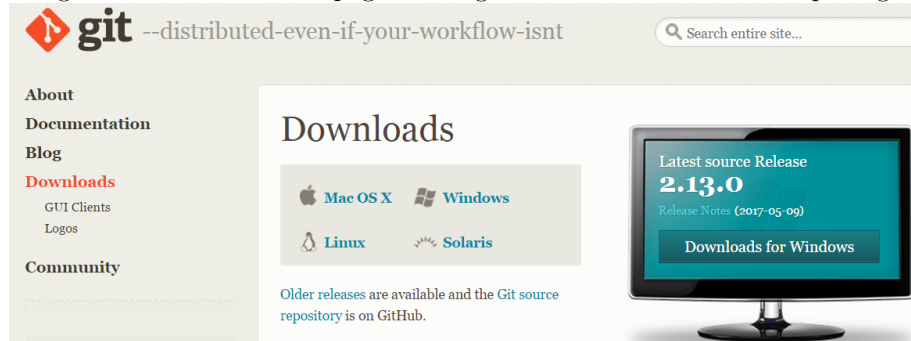 git --distributed-even-if-your-workflow-isnt
Search entire site...
About
Documentation
Blog
Downloads
GUI Clients
Logos
Community
Downloads
Mac OS X
Windows
Linux
Solaris
Older releases are available and the Git source
repository is on GitHub.
Latest source Release
2.13.0
Release Notes (2017-05-09)
Downloads for Windows